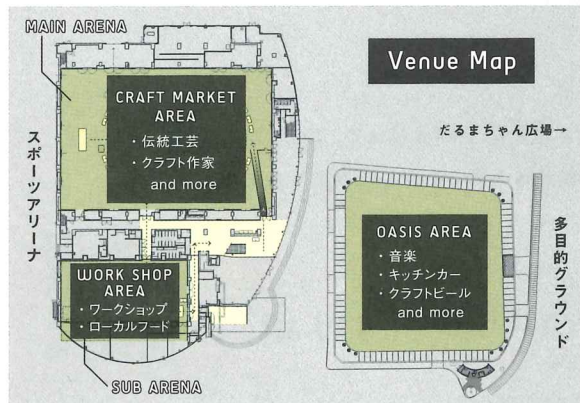 MAIN ARENA
Venue Map
CRAFT MARKET
AREA
・伝統工芸
・クラフト作家
and more
だるまちゃん広場→
スポーツアリーナ
OASIS AREA
・音楽
・キッチンカー
・クラフトビール
and more
多目的グラウンド
WORK SHOP
AREA
・ワークショップ
・ローカルフード
SUB ARENA